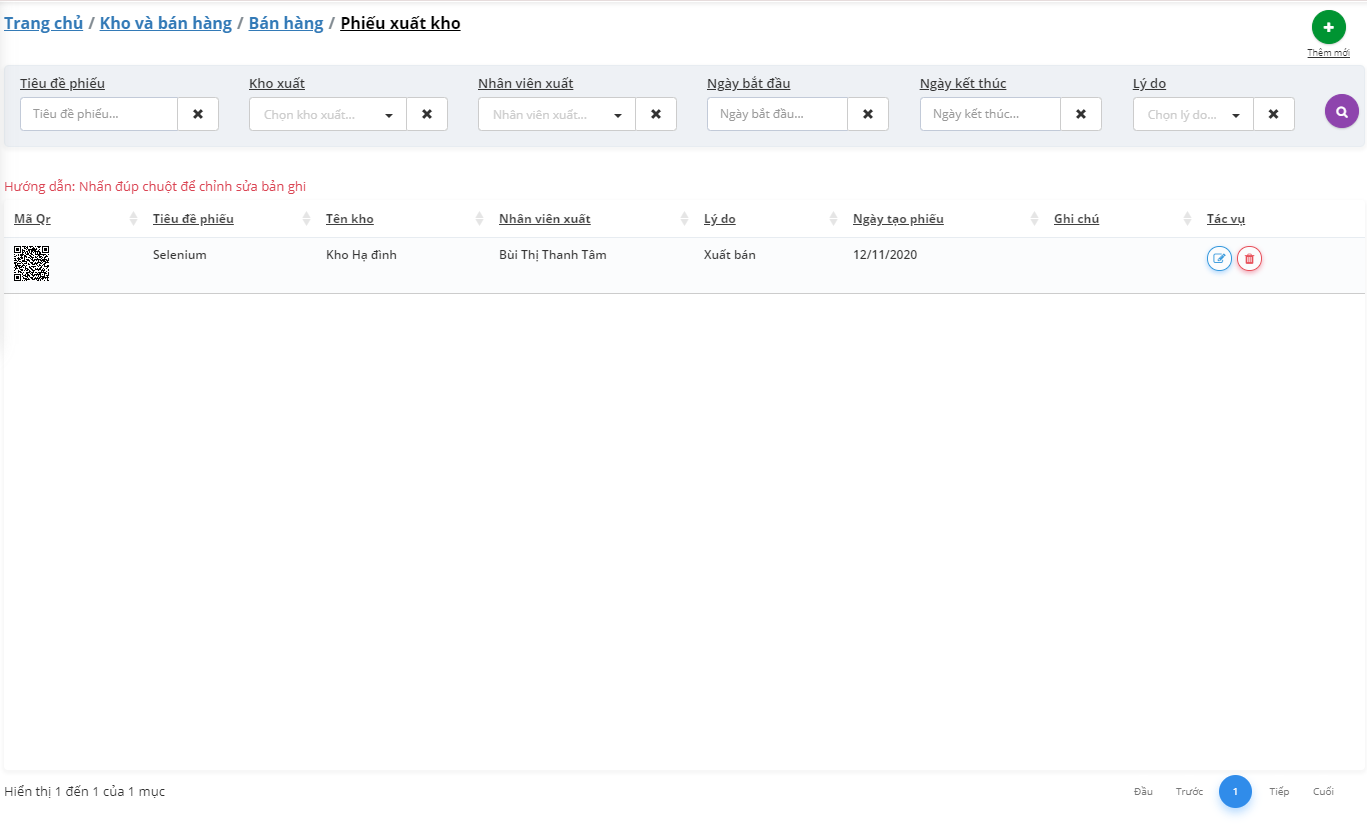 Trang chủ / Kho và bán hàng / Bán hàng / Phiếu xuất kho
Thêm mới
Tiêu đề phiếu Kho xuất Nhân viên xuất Ngày bắt đầu Ngày kết thúc Lý do
Tiêu đề phiếu... Chọn kho xuất... Nhân viên xuất... Ngày bắt đầu... Ngày kết thúc... Chọn lý do...
Hướng dẫn: Nhấn đúp chuột để chỉnh sửa bản ghi
Mã Qr Tiêu đề phiếu Tên kho Nhân viên xuất Lý do Ngày tạo phiếu Ghi chú Tác vụ
Selenium Kho Hạ đình Bùi Thị Thanh Tâm Xuất bán 12/11/2020
Hiển thị 1 đến 1 của 1 mục Đầu Trước 1 Tiếp Cuối